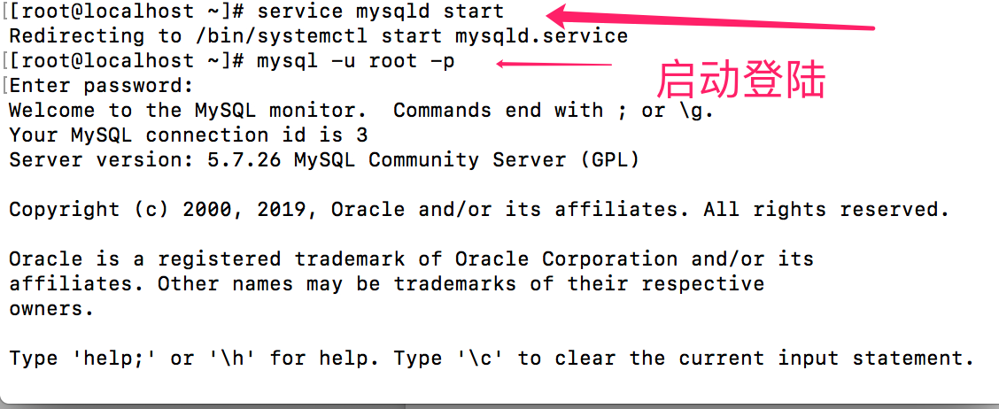 [[root@localhost ~]# service mysqld start
Redirecting to /bin/systemctl start mysqld.service
[[root@localhost ~]# mysql -u root -p
启动登陆
[Enter password:
Welcome to the MySQL monitor.  Commands end with ; or \g.
Your MySQL connection id is 3
Server version: 5.7.26 MySQL Community Server (GPL)
Copyright (c) 2000, 2019, Oracle and/or its affiliates. All rights reserved.
Oracle is a registered trademark of Oracle Corporation and/or its
affiliates. Other names may be trademarks of their respective
owners.
Type 'help;' or '\h' for help. Type '\c' to clear the current input statement.